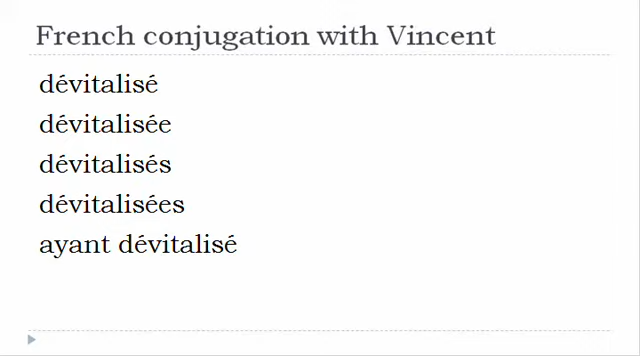 French conjugation with Vincent
dévitalisé
dévitalisée
dévitalisés
dévitalisées
ayant dévitalisé